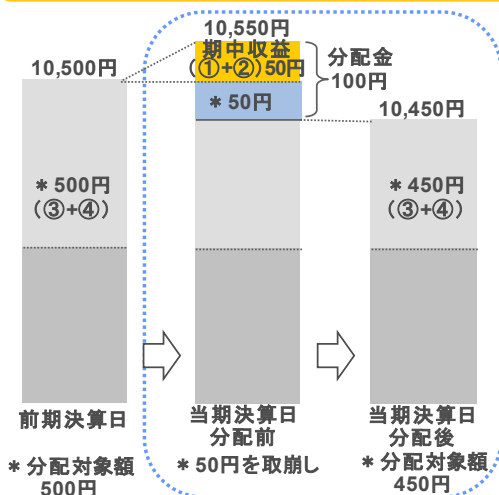 10,550円
期中収益
(①+②)50円
分配金
100円
10,500円
＊50円
10,450円
＊500円
(③+④)
＊450円
(③+④)
前期決算日
当期決算日
分配前
当期決算日
分配後
＊分配対象額
500円
＊50円を取崩し
＊分配対象額
450円